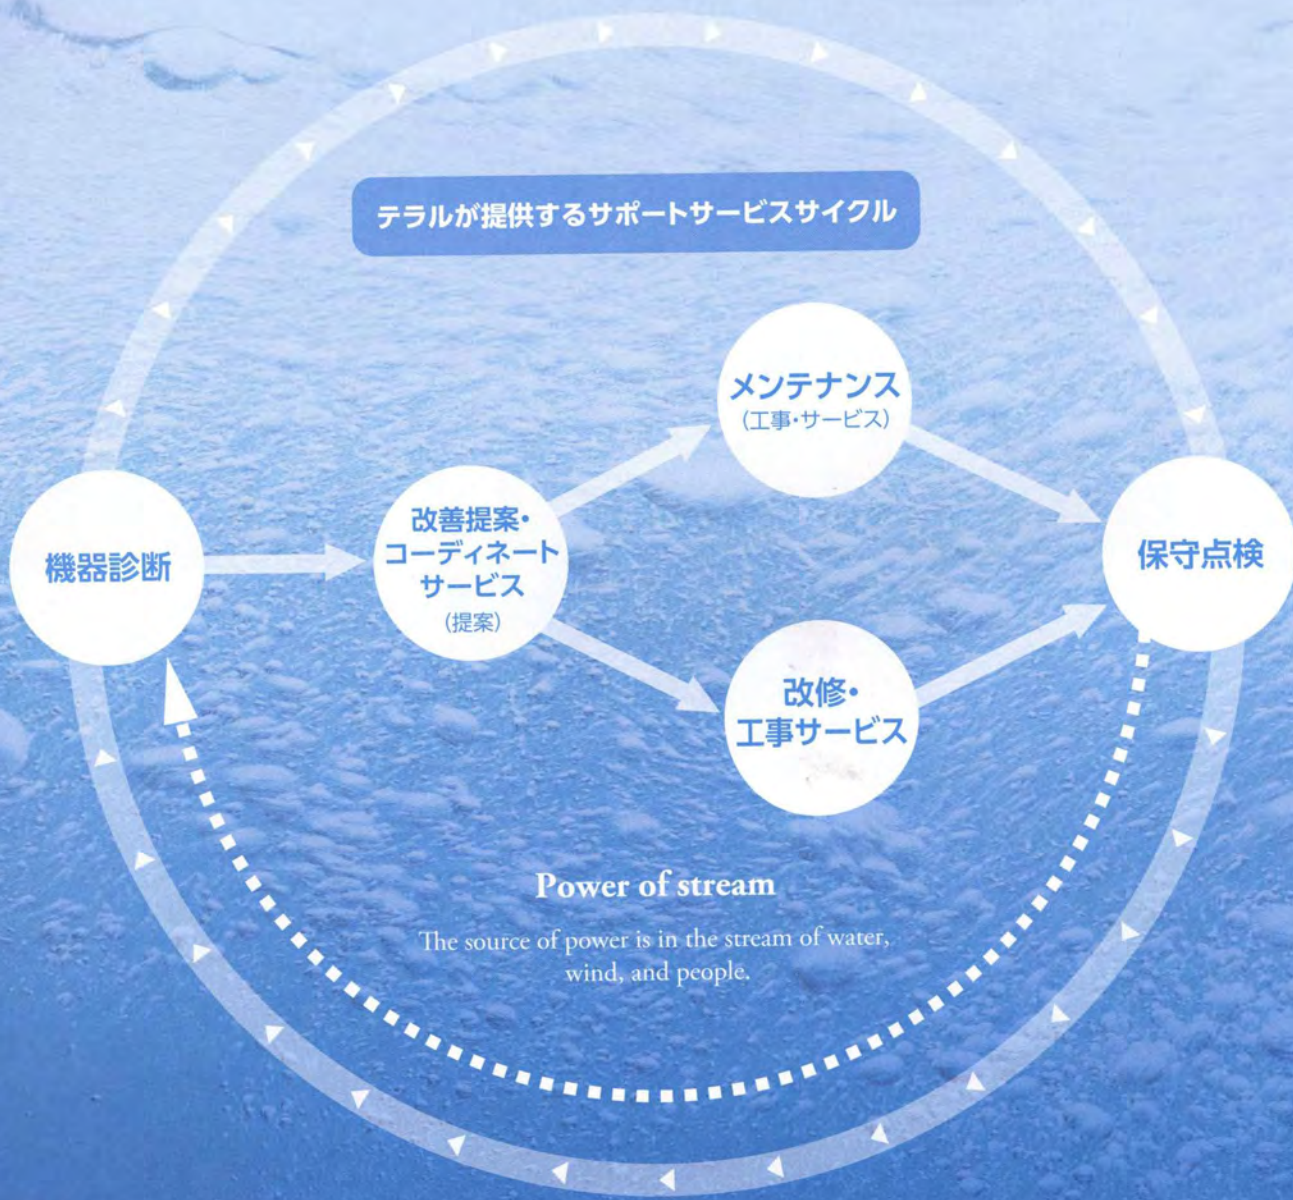 テラルが提供するサポートサービスサイクル
メンテナンス
(工事・サービス)
機器診断
改善提案・
コーディネート
サービス
(提案)
保守点検
改修・
工事サービス
Power of stream
The source of power is in the stream of water,
wind, and people.